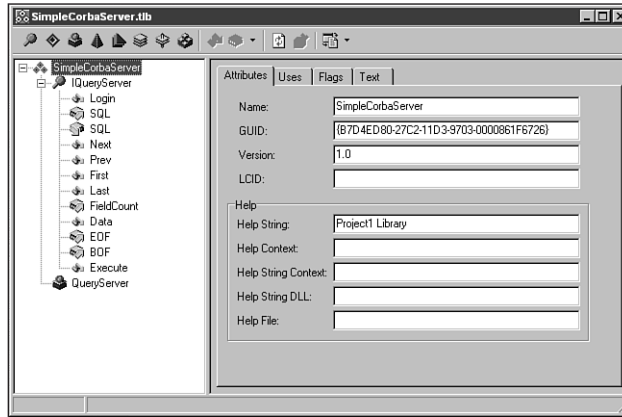 SimpleCorbaServer.tlb
SimpleCorbaServer
IQueryServer
Login
SQL
SQL
Next
Prev
First
Last
FieldCount
Data
EOF
BOF
Execute
QueryServer
Attributes Uses Flags Text
Name: SimpleCorbaServer
GUID: {B7D4ED80-27C2-11D3-9703-0000861F6726}
Version: 1.0
LCID:
Help
Help String: Project1 Library
Help Context:
Help String Context:
Help String DLL:
Help File: